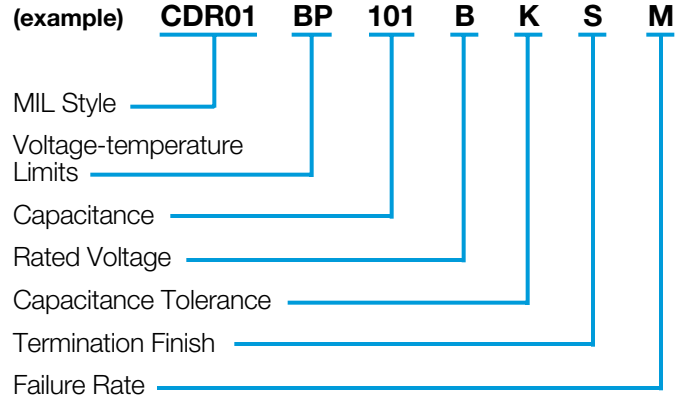 (example) CDR01 BP 101 B K S M
MIL Style
Voltage-temperature
Limits
Capacitance
Rated Voltage
Capacitance Tolerance
Termination Finish
Failure Rate